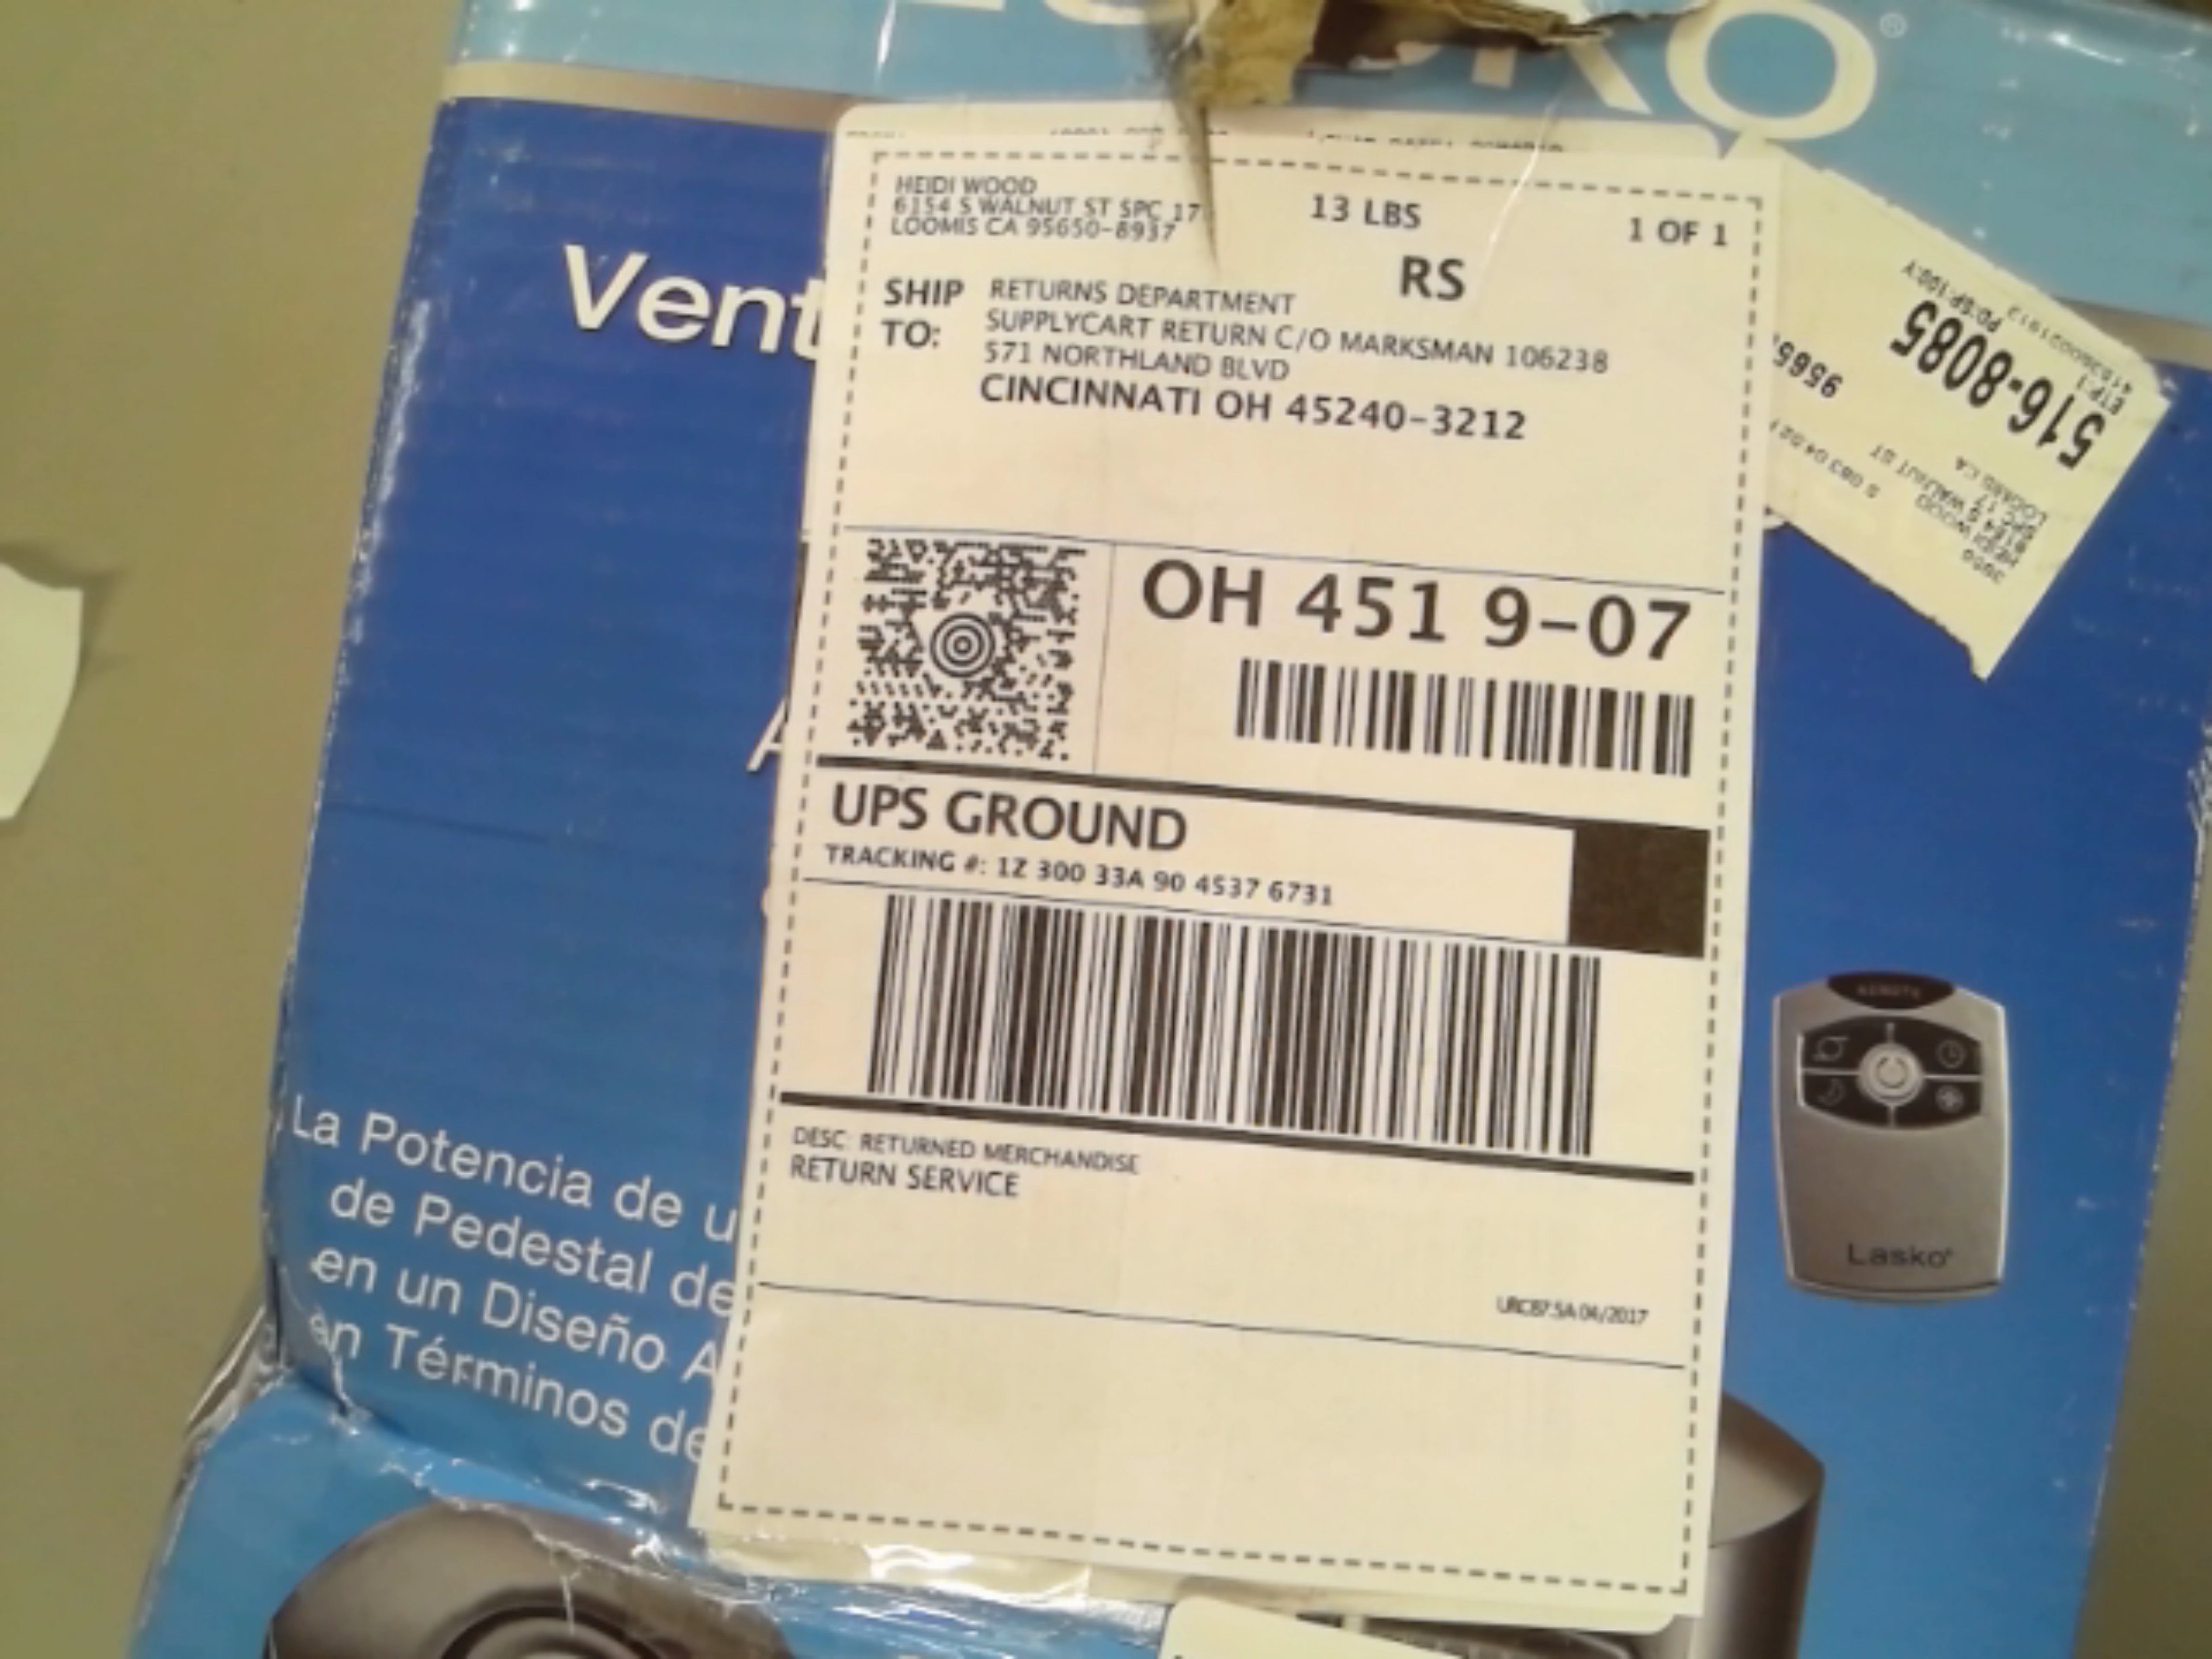 ®
Vent
HEIDI WOOD
6154 S WALNUT ST SPC 17
LOOMIS CA 95650-8937
13 LBS
1 OF 1
RS
SHIP TO:
RETURNS DEPARTMENT
SUPPLYCART RETURN C/O MARKSMAN 106238
571 NORTHLAND BLVD
CINCINNATI OH 45240-3212
OH 451 9-07
UPS GROUND
TRACKING #: 1Z 300 33A 90 4537 6731
DESC: RETURNED MERCHANDISE
RETURN SERVICE
04/2017
516-8085
La Potencia de u
de Pedestal de
en un Diseño A
en Términos de
Lasko®